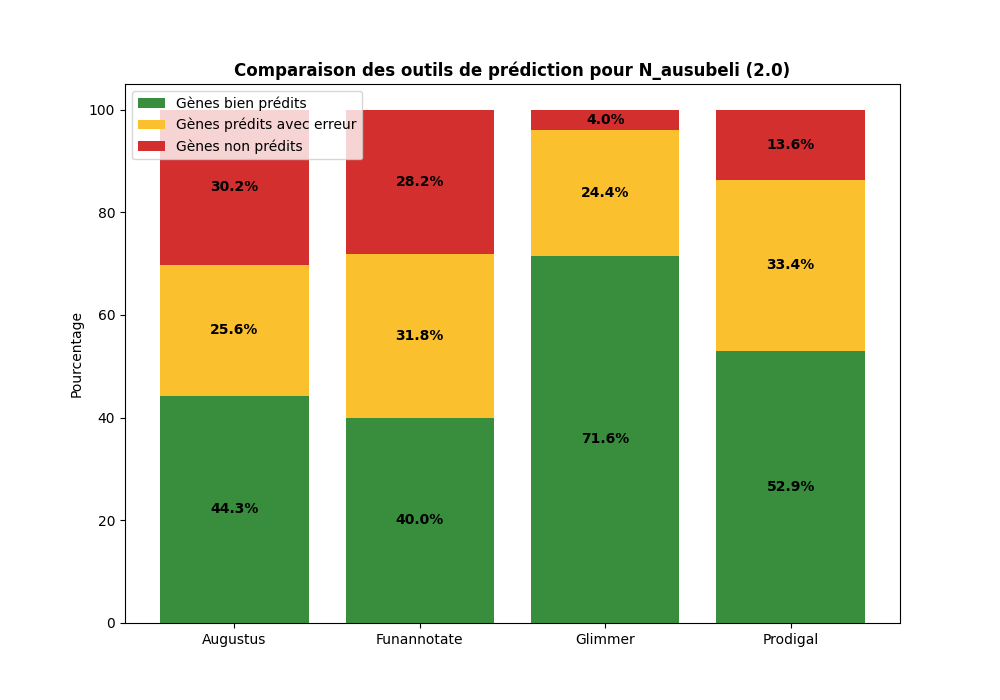 Comparaison des outils de prédiction pour N_ausubeli (2.0)
Gènes bien prédits
Gènes prédits avec erreur
Gènes non prédits
Pourcentage
100
80
60
40
20
0
30.2%
25.6%
44.3%
28.2%
31.8%
40.0%
4.0%
24.4%
71.6%
13.6%
33.4%
52.9%
Augustus
Funannotate
Glimmer
Prodigal